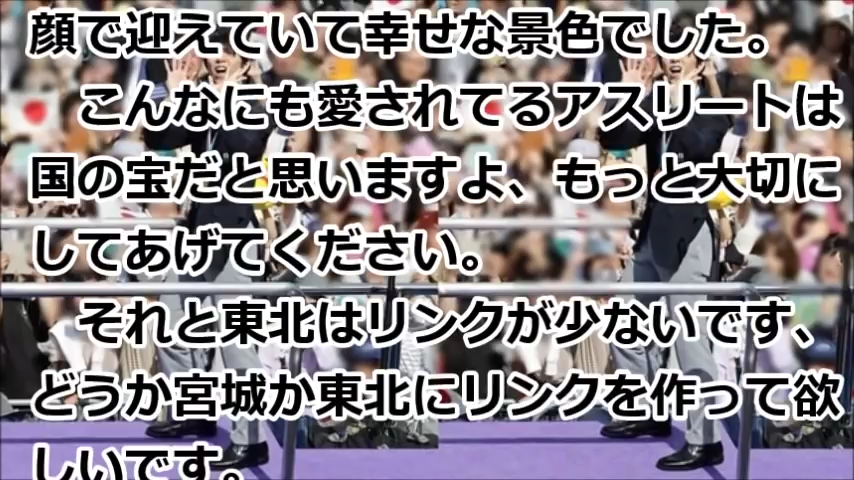 顔で迎えていて幸せな景色でした。
　こんなにも愛されてるアスリートは
国の宝だと思いますよ、もっと大切に
してあげてください。
　それと東北はリンクが少ないです、
どうか宮城か東北にリンクを作って欲
しいです。